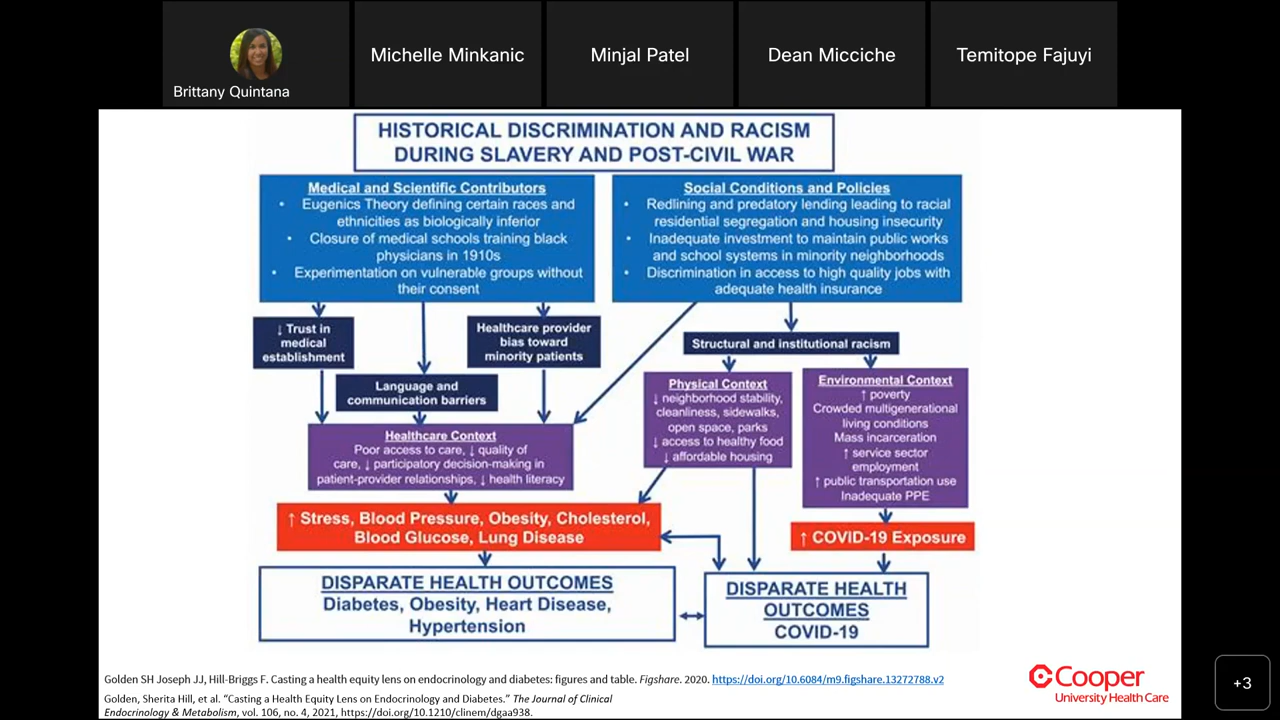 Brittany Quintana
Michelle Minkanic
Minjal Patel
Dean Micciche
Temitope Fajuyi
HISTORICAL DISCRIMINATION AND RACISM
DURING SLAVERY AND POST-CIVIL WAR
Medical and Scientific Contributors
• Eugenics Theory defining certain races and
ethnicities as biologically inferior
• Closure of medical schools training black
physicians in 1910s
• Experimentation on vulnerable groups without
their consent
Social Conditions and Policies
• Redlining and predatory lending leading to racial
residential segregation and housing insecurity
• Inadequate investment to maintain public works
and school systems in minority neighborhoods
• Discrimination in access to high quality jobs with
adequate health insurance
↓ Trust in
medical
establishment
Healthcare provider
bias toward
minority patients
Language and
communication barriers
Structural and institutional racism
Healthcare Context
Poor access to care, ↓ quality of
care, ↓ participatory decision-making in
patient-provider relationships, ↓ health literacy
Physical Context
↓ neighborhood stability,
cleanliness, sidewalks,
open space, parks
↓ access to healthy food
↓ affordable housing
Environmental Context
↑ poverty
Crowded multigenerational
living conditions
Mass incarceration
↑ service sector
employment
↑ public transportation use
Inadequate PPE
↑ Stress, Blood Pressure, Obesity, Cholesterol,
Blood Glucose, Lung Disease
↑ COVID-19 Exposure
DISPARATE HEALTH OUTCOMES
Diabetes, Obesity, Heart Disease,
Hypertension
DISPARATE HEALTH
OUTCOMES
COVID-19
Golden SH Joseph JJ, Hill-Briggs F. Casting a health equity lens on endocrinology and diabetes: figures and table. Figshare. 2020. https://doi.org/10.6084/m9.figshare.13272788.v2
Golden, Sherita Hill, et al. “Casting a Health Equity Lens on Endocrinology and Diabetes.” The Journal of Clinical
Endocrinology & Metabolism, vol. 106, no. 4, 2021, https://doi.org/10.1210/clinem/dgaa938.
Cooper
University Health Care
+3